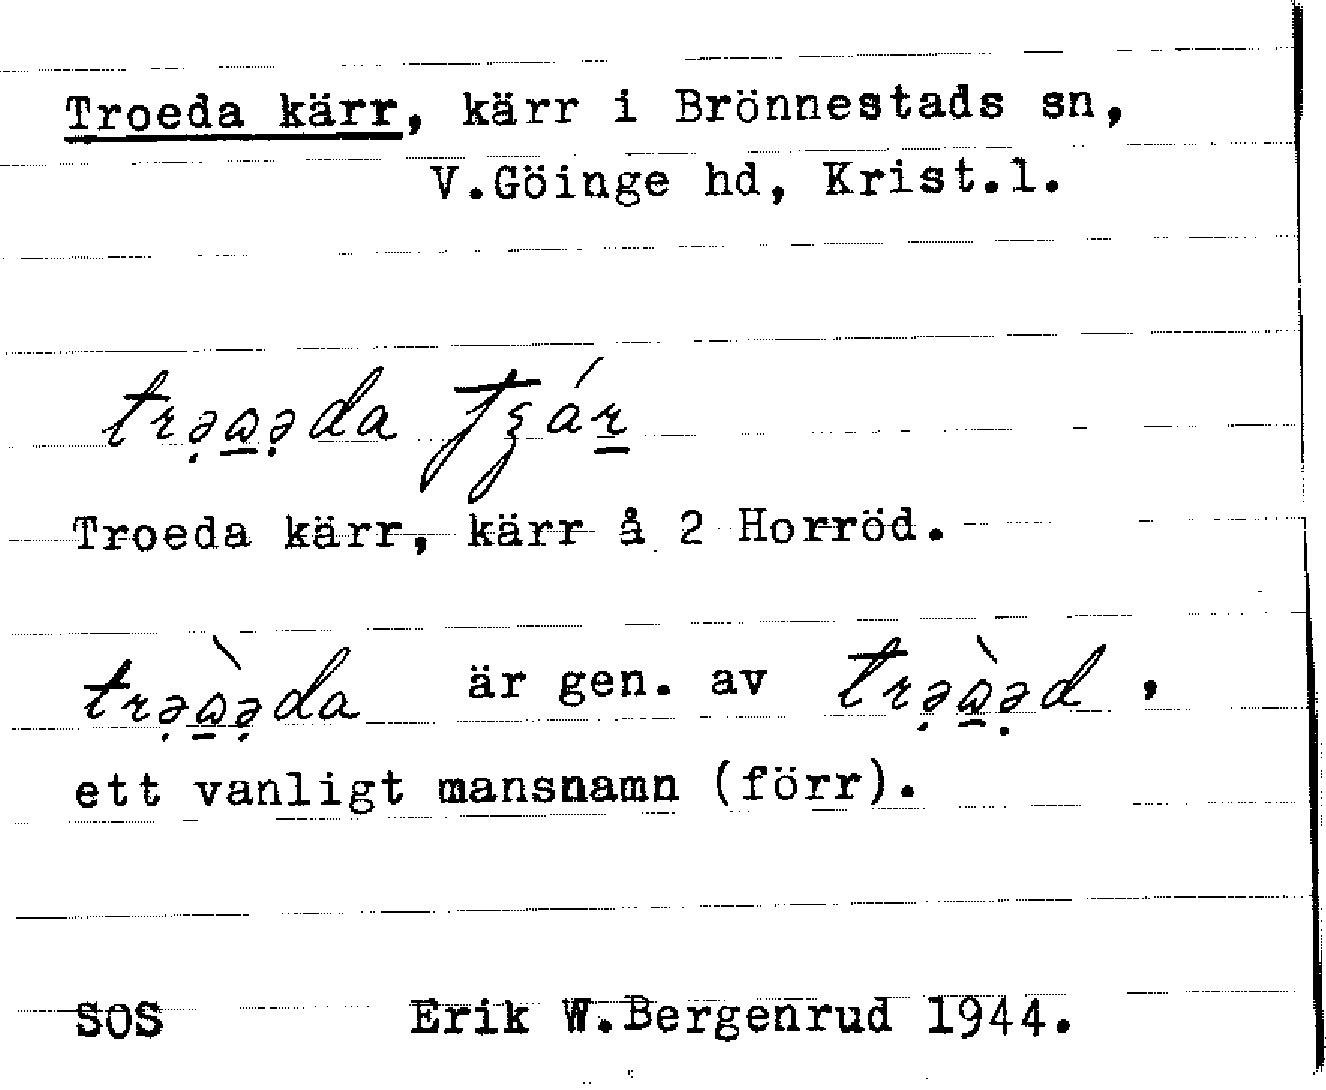 Troeda kärr, kärr i Brönnestads sn,
V.Göinge hd, Krist.l.
Troeda kärr, kärr å 2 Horröd.
är gen. av
ett vanligt mansnamn (förr).
SOS Erik W.Bergenrud 1944.